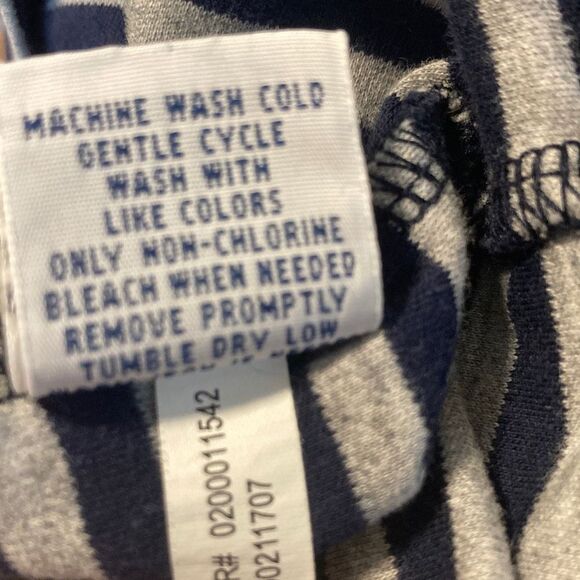 MACHINE WASH COLD
GENTLE CYCLE
WASH WITH
LIKE COLORS
ONLY NON-CHLORINE
BLEACH WHEN NEEDED
REMOVE PROMPTLY
TUMBLE DRY LOW
R# 0200011542
0211707